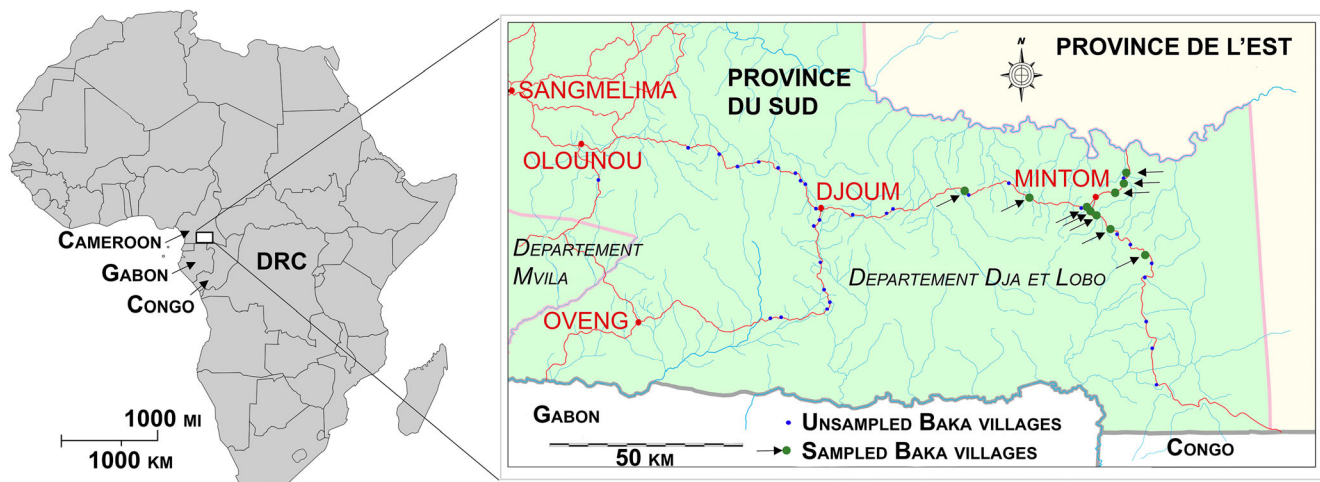 CAMEROON
GABON
CONGO
DRC
1000 MI
1000 KM
N
PROVINCE DE L'EST
PROVINCE
DU SUD
SANGMELIMA
OLOUNOU
DJOUM
MINTOM
DEPARTEMENT
MVILA
DEPARTEMENT DJA ET LOBO
OVENG
GABON
50 KM
UNSAMPLED BAKA VILLAGES
SAMPLED BAKA VILLAGES
CONGO